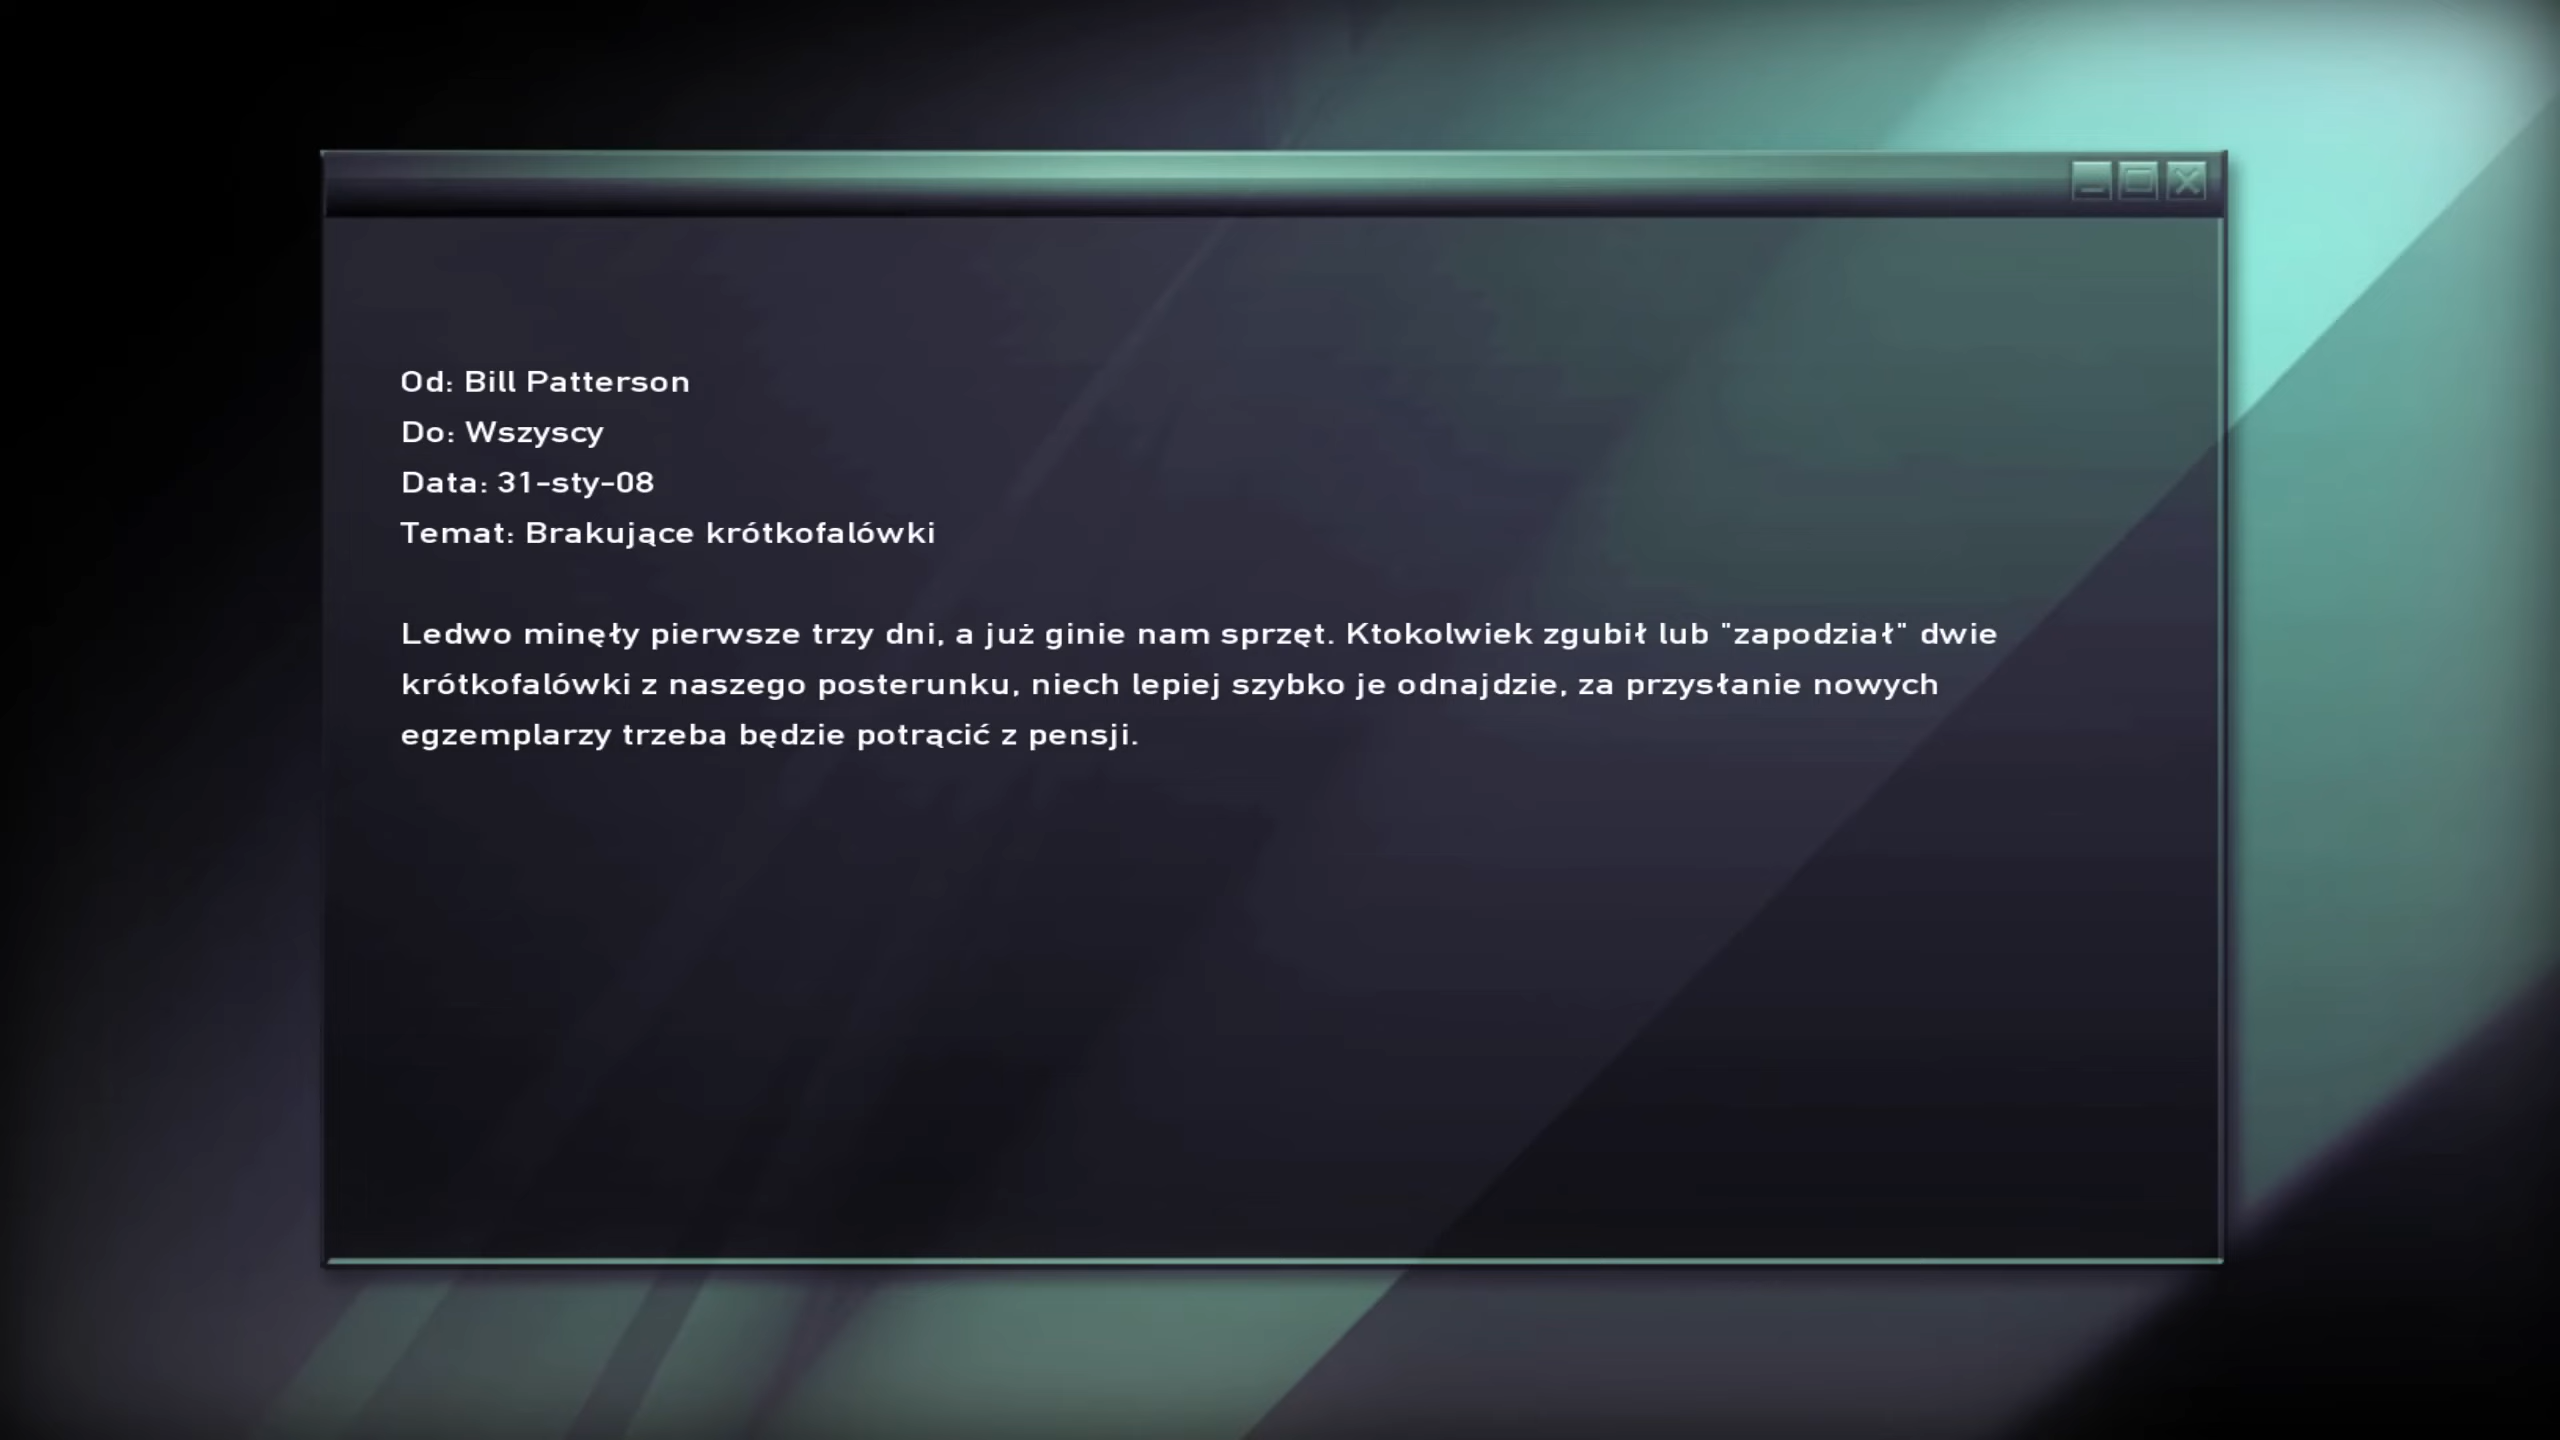 Od: Bill Patterson
Do: Wszyscy
Data: 31-sty-08
Temat: Brakujące krótkofalówki
Ledwo minęły pierwsze trzy dni, a już ginie nam sprzęt. Ktokolwiek zgubił lub "zapodział" dwie
krótkofalówki z naszego posterunku, niech lepiej szybko je odnajdzie, za przysłanie nowych
egzemplarzy trzeba będzie potrącić z pensji.